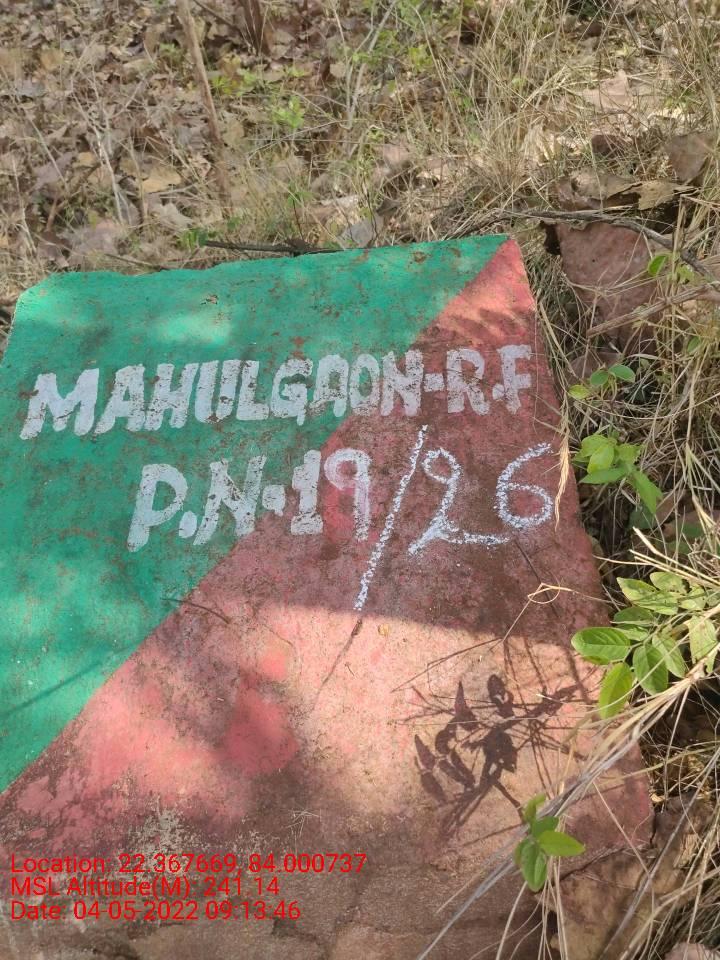 MAHULGAON-R.F
P.N.19/26
Location: 22.367669, 84.000737
MSL Altitude(M): 241.14
Date: 04-05-2022 09:13:46